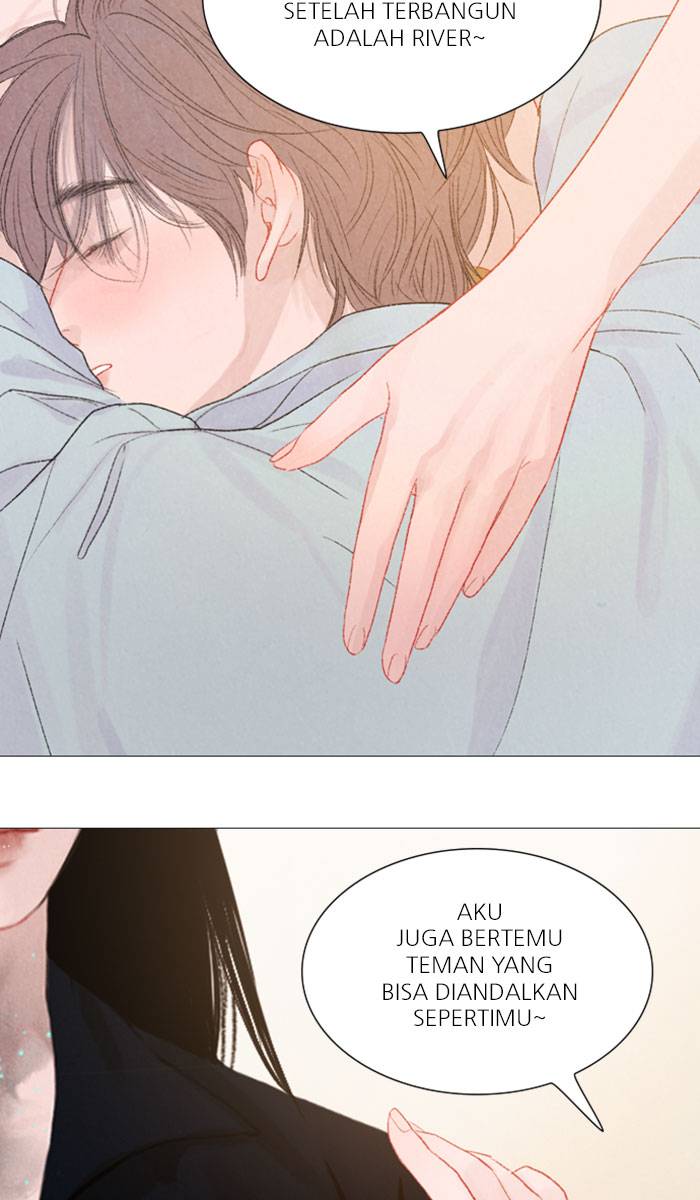 SETELAH TERBANGUN
ADALAH RIVER~
AKU
JUGA BERTEMU
TEMAN YANG
BISA DIANDALKAN
SEPERTIMU~